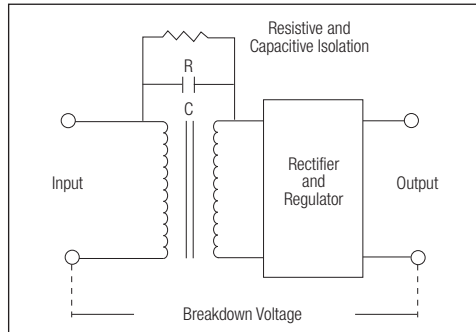 Resistive and
Capacitive Isolation
R
C
Input
Rectifier
and
Regulator
Output
Breakdown Voltage